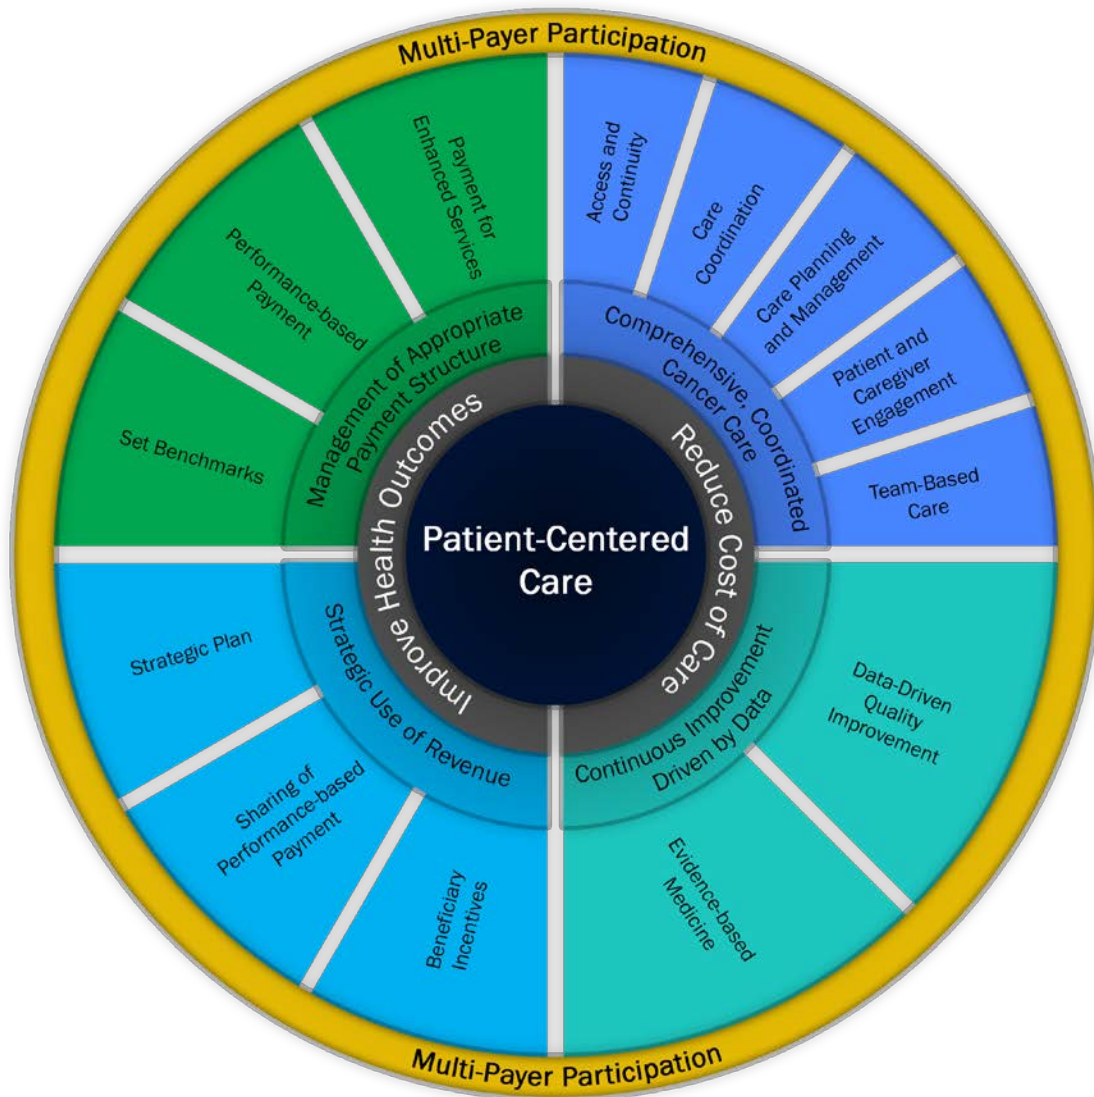 Multi-Payer Participation
Payment for
Enhanced Services
Performance-based
Payment
Set Benchmarks
Management of Appropriate
Payment Structure
Access and
Continuity
Care
Coordination
Care Planning
and Management
Patient and
Caregiver
Engagement
Team-Based
Care
Comprehensive, Coordinated
Cancer Care
Improve Health Outcomes
Reduce Cost of Care
Patient-Centered
Care
Strategic Plan
Sharing of
Performance-based
Payment
Beneficiary
Incentives
Strategic Use of Revenue
Continuous Improvement
Driven by Data
Data-Driven
Quality
Improvement
Evidence-based
Medicine
Multi-Payer Participation